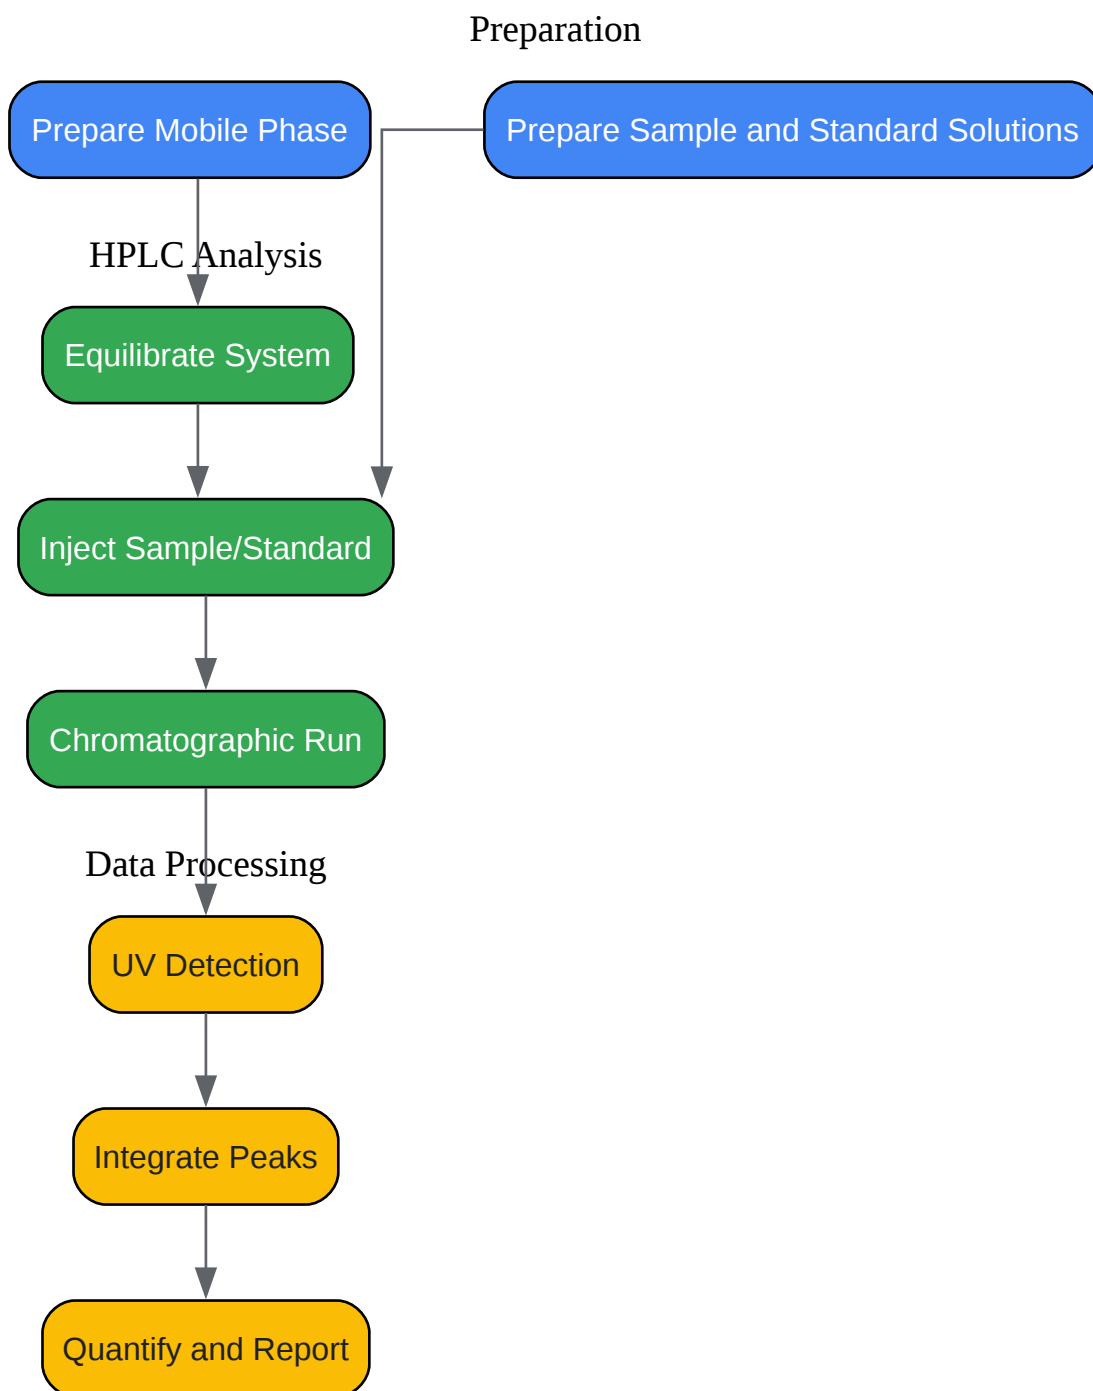 Preparation
Prepare Mobile Phase
Prepare Sample and Standard Solutions
HPLC Analysis
Equilibrate System
Inject Sample/Standard
Chromatographic Run
Data Processing
UV Detection
Integrate Peaks
Quantify and Report